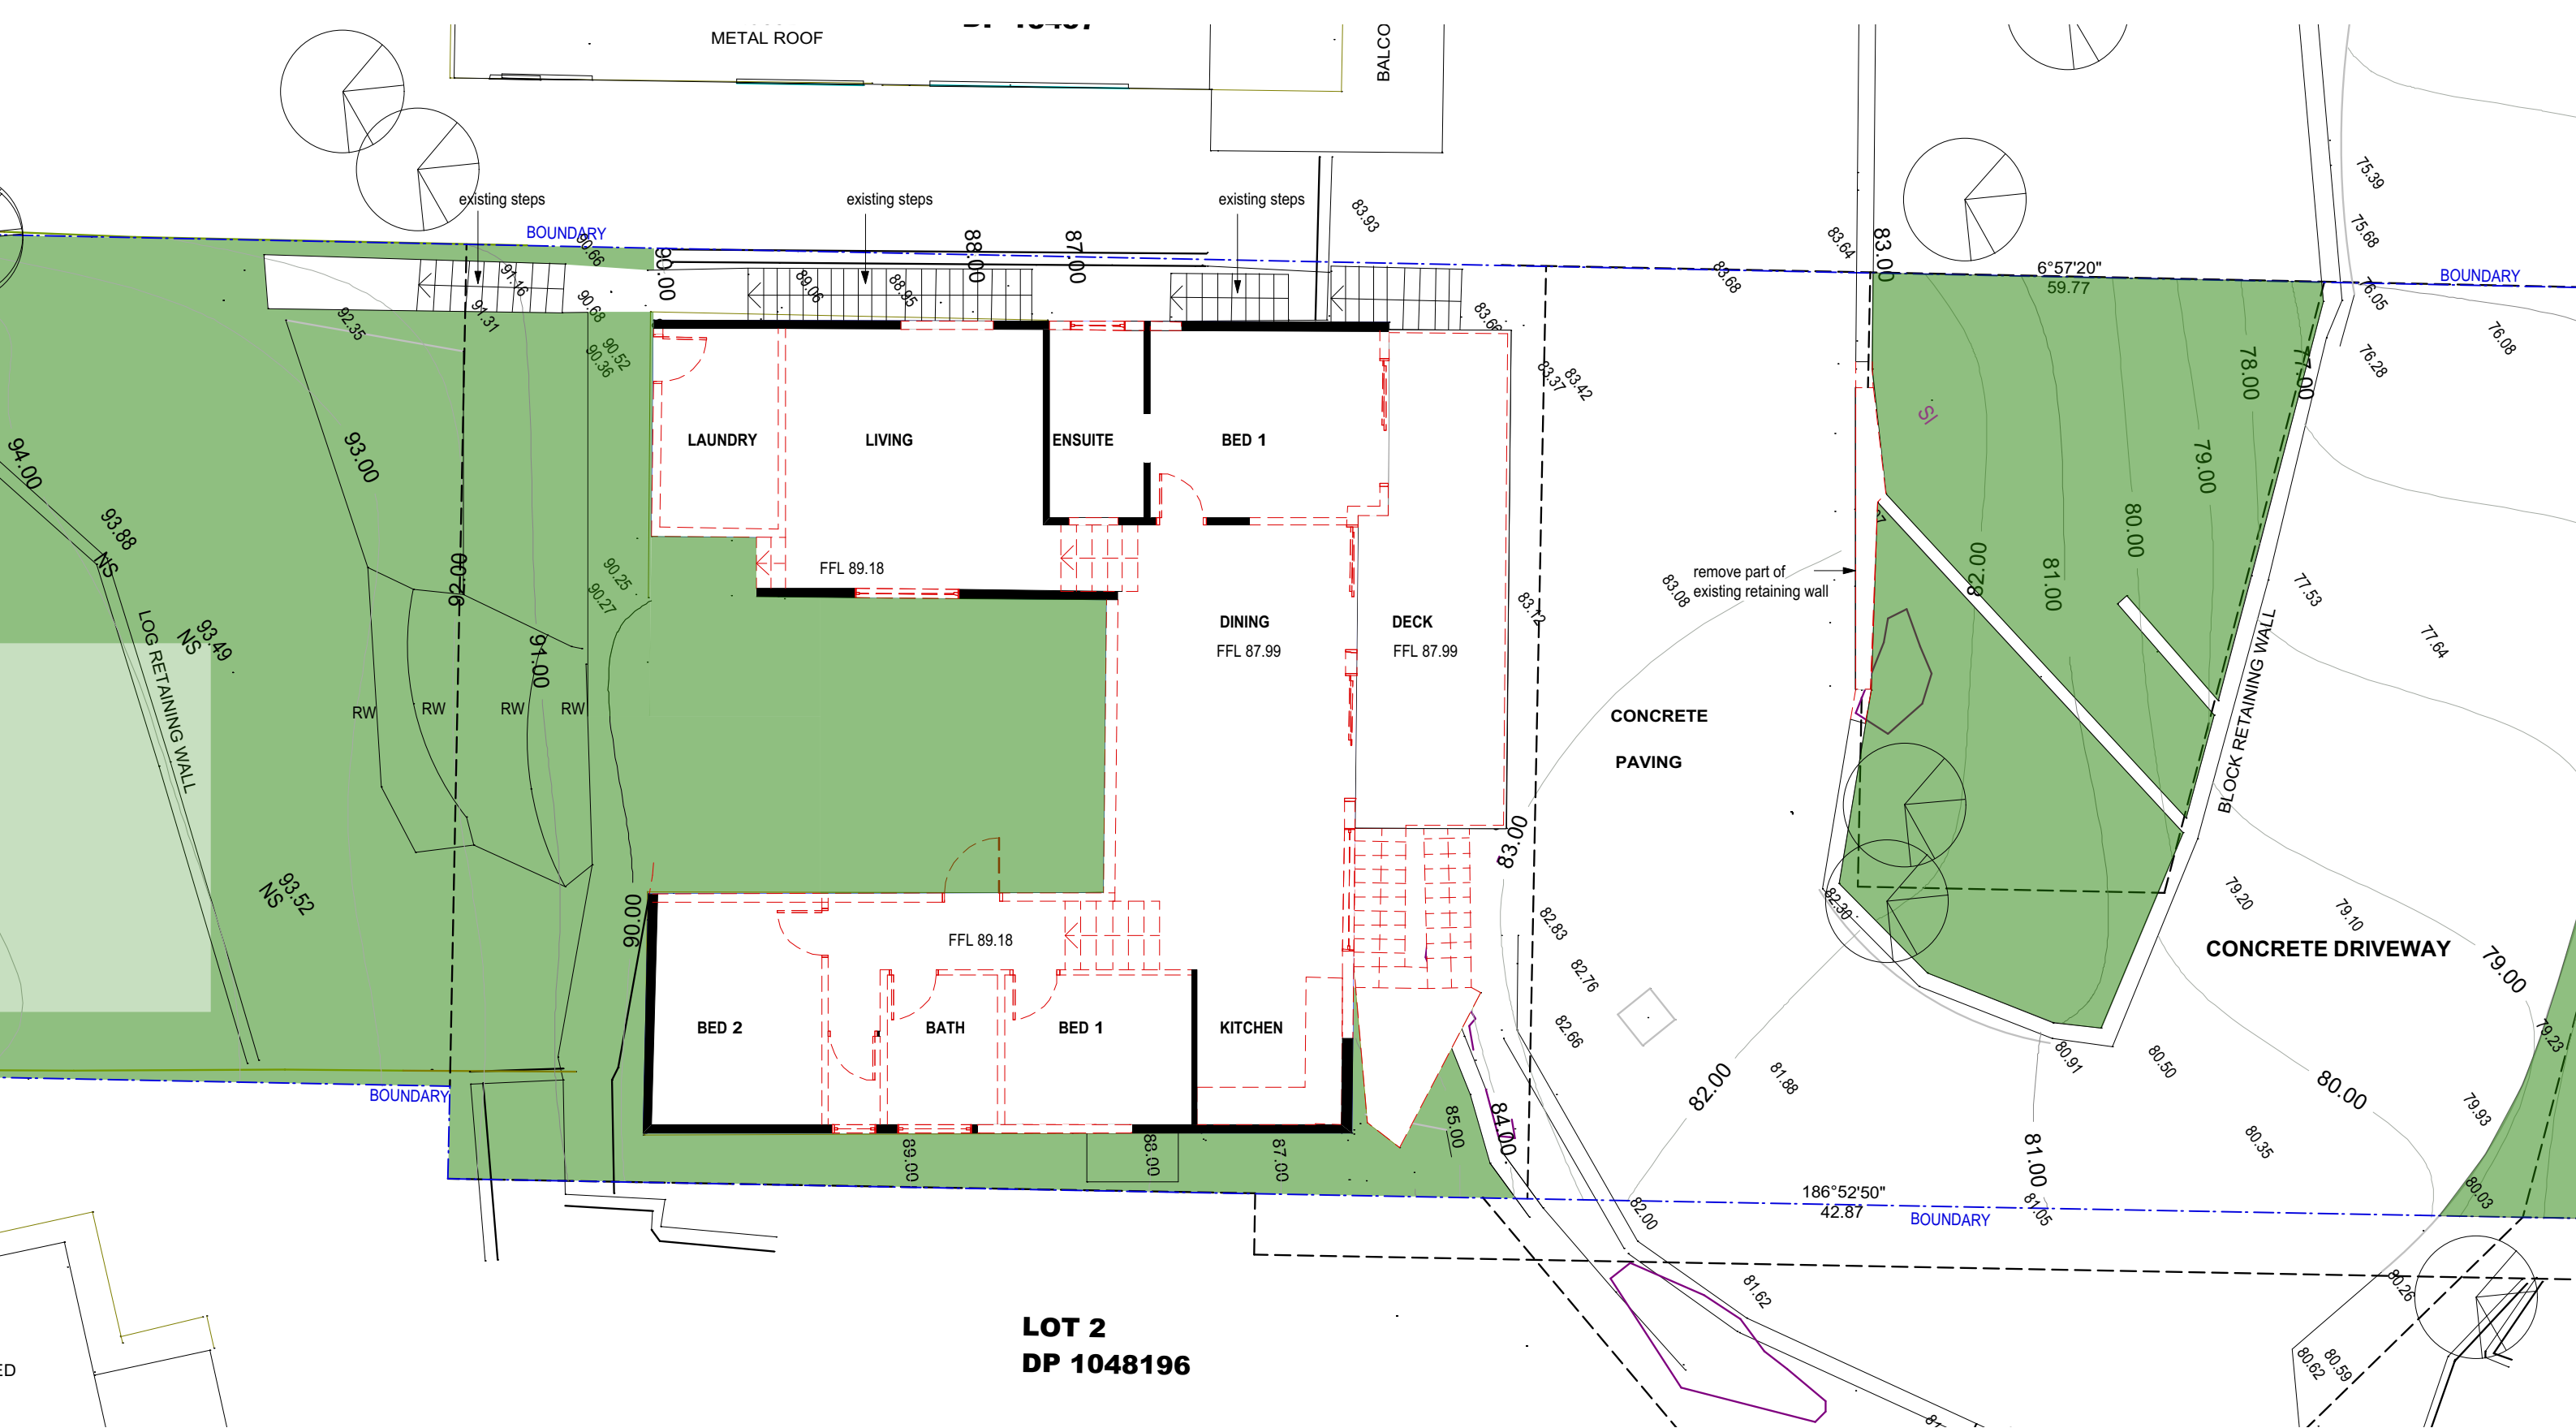 METAL ROOF
BALCO
existing steps
existing steps
existing steps
BOUNDARY
90.66
90.00
88.00
87.00
83.93
83.68
83.64
83.00
6°57'20"
59.77
BOUNDARY
75.39
75.68
76.05
76.08
76.28
91.16
91.31
90.68
92.35
89.06
88.95
83.37
83.42
90.52
90.36
94.00
93.00
92.00
91.00
93.88
NS
93.49
NS
93.52
NS
LOG RETAINING WALL
RW
RW
RW
RW
90.25
90.27
90.00
LAUNDRY
LIVING
ENSUITE
BED 1
FFL 89.18
DINING
FFL 87.99
DECK
FFL 87.99
83.12
83.08
remove part of
existing retaining wall
SI
82.00
81.00
80.00
79.00
78.00
77.00
77.53
77.64
CONCRETE
PAVING
BLOCK RETAINING WALL
83.00
82.83
82.76
82.66
82.30
79.20
79.10
CONCRETE DRIVEWAY
79.00
FFL 89.18
BED 2
BATH
BED 1
KITCHEN
BOUNDARY
89.00
88.00
87.00
85.00
84.00
82.00
81.88
80.91
80.50
80.00
79.23
79.93
80.35
81.00
80.03
186°52'50"
42.87
BOUNDARY
82.00
81.05
81.62
80.26
80.62
80.59
LOT 2
DP 1048196
ED